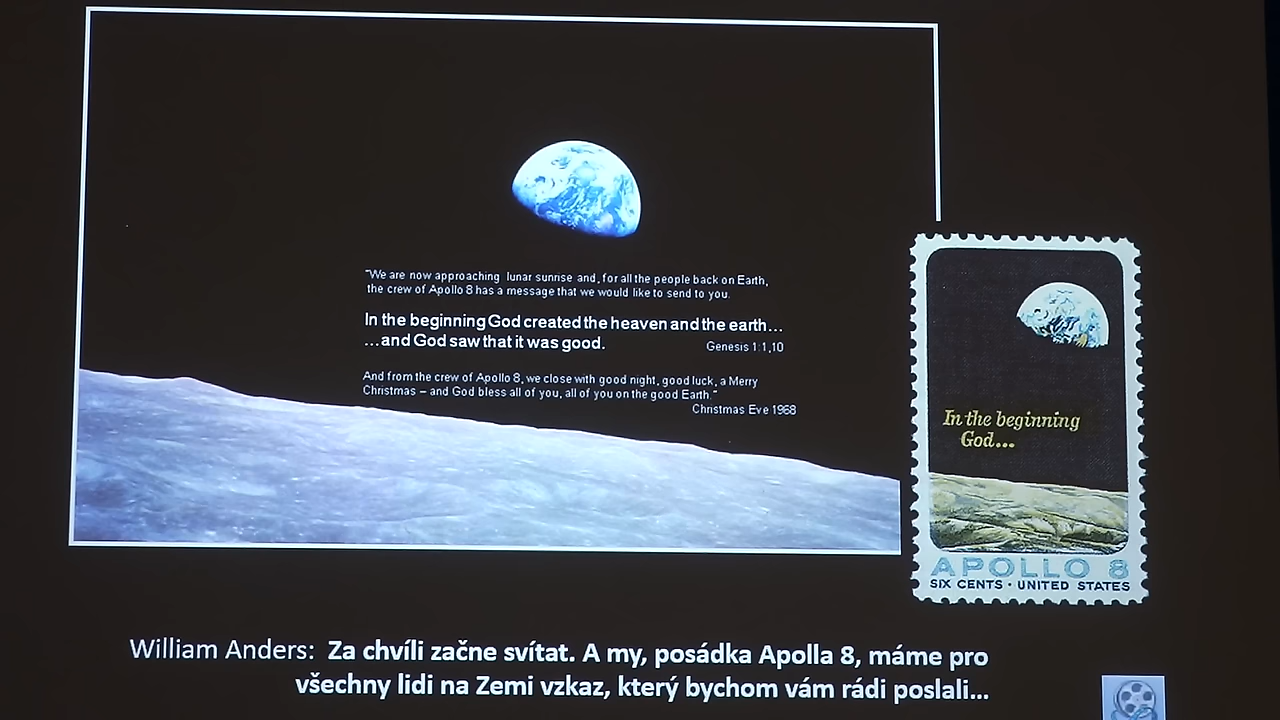 "We are now approaching lunar sunrise and, for all the people back on Earth,
the crew of Apollo 8 has a message that we would like to send to you.
In the beginning God created the heaven and the earth...
...and God saw that it was good.
Genesis 1:1,10
And from the crew of Apollo 8, we close with good night, good luck, a Merry
Christmas – and God bless all of you, all of you on the good Earth."
Christmas Eve 1968
In the beginning
God...
APOLLO 8
SIX CENTS · UNITED STATES
William Anders: Za chvíli začne svítat. A my, posádka Apolla 8, máme pro
všechny lidi na Zemi vzkaz, který bychom vám rádi poslali...